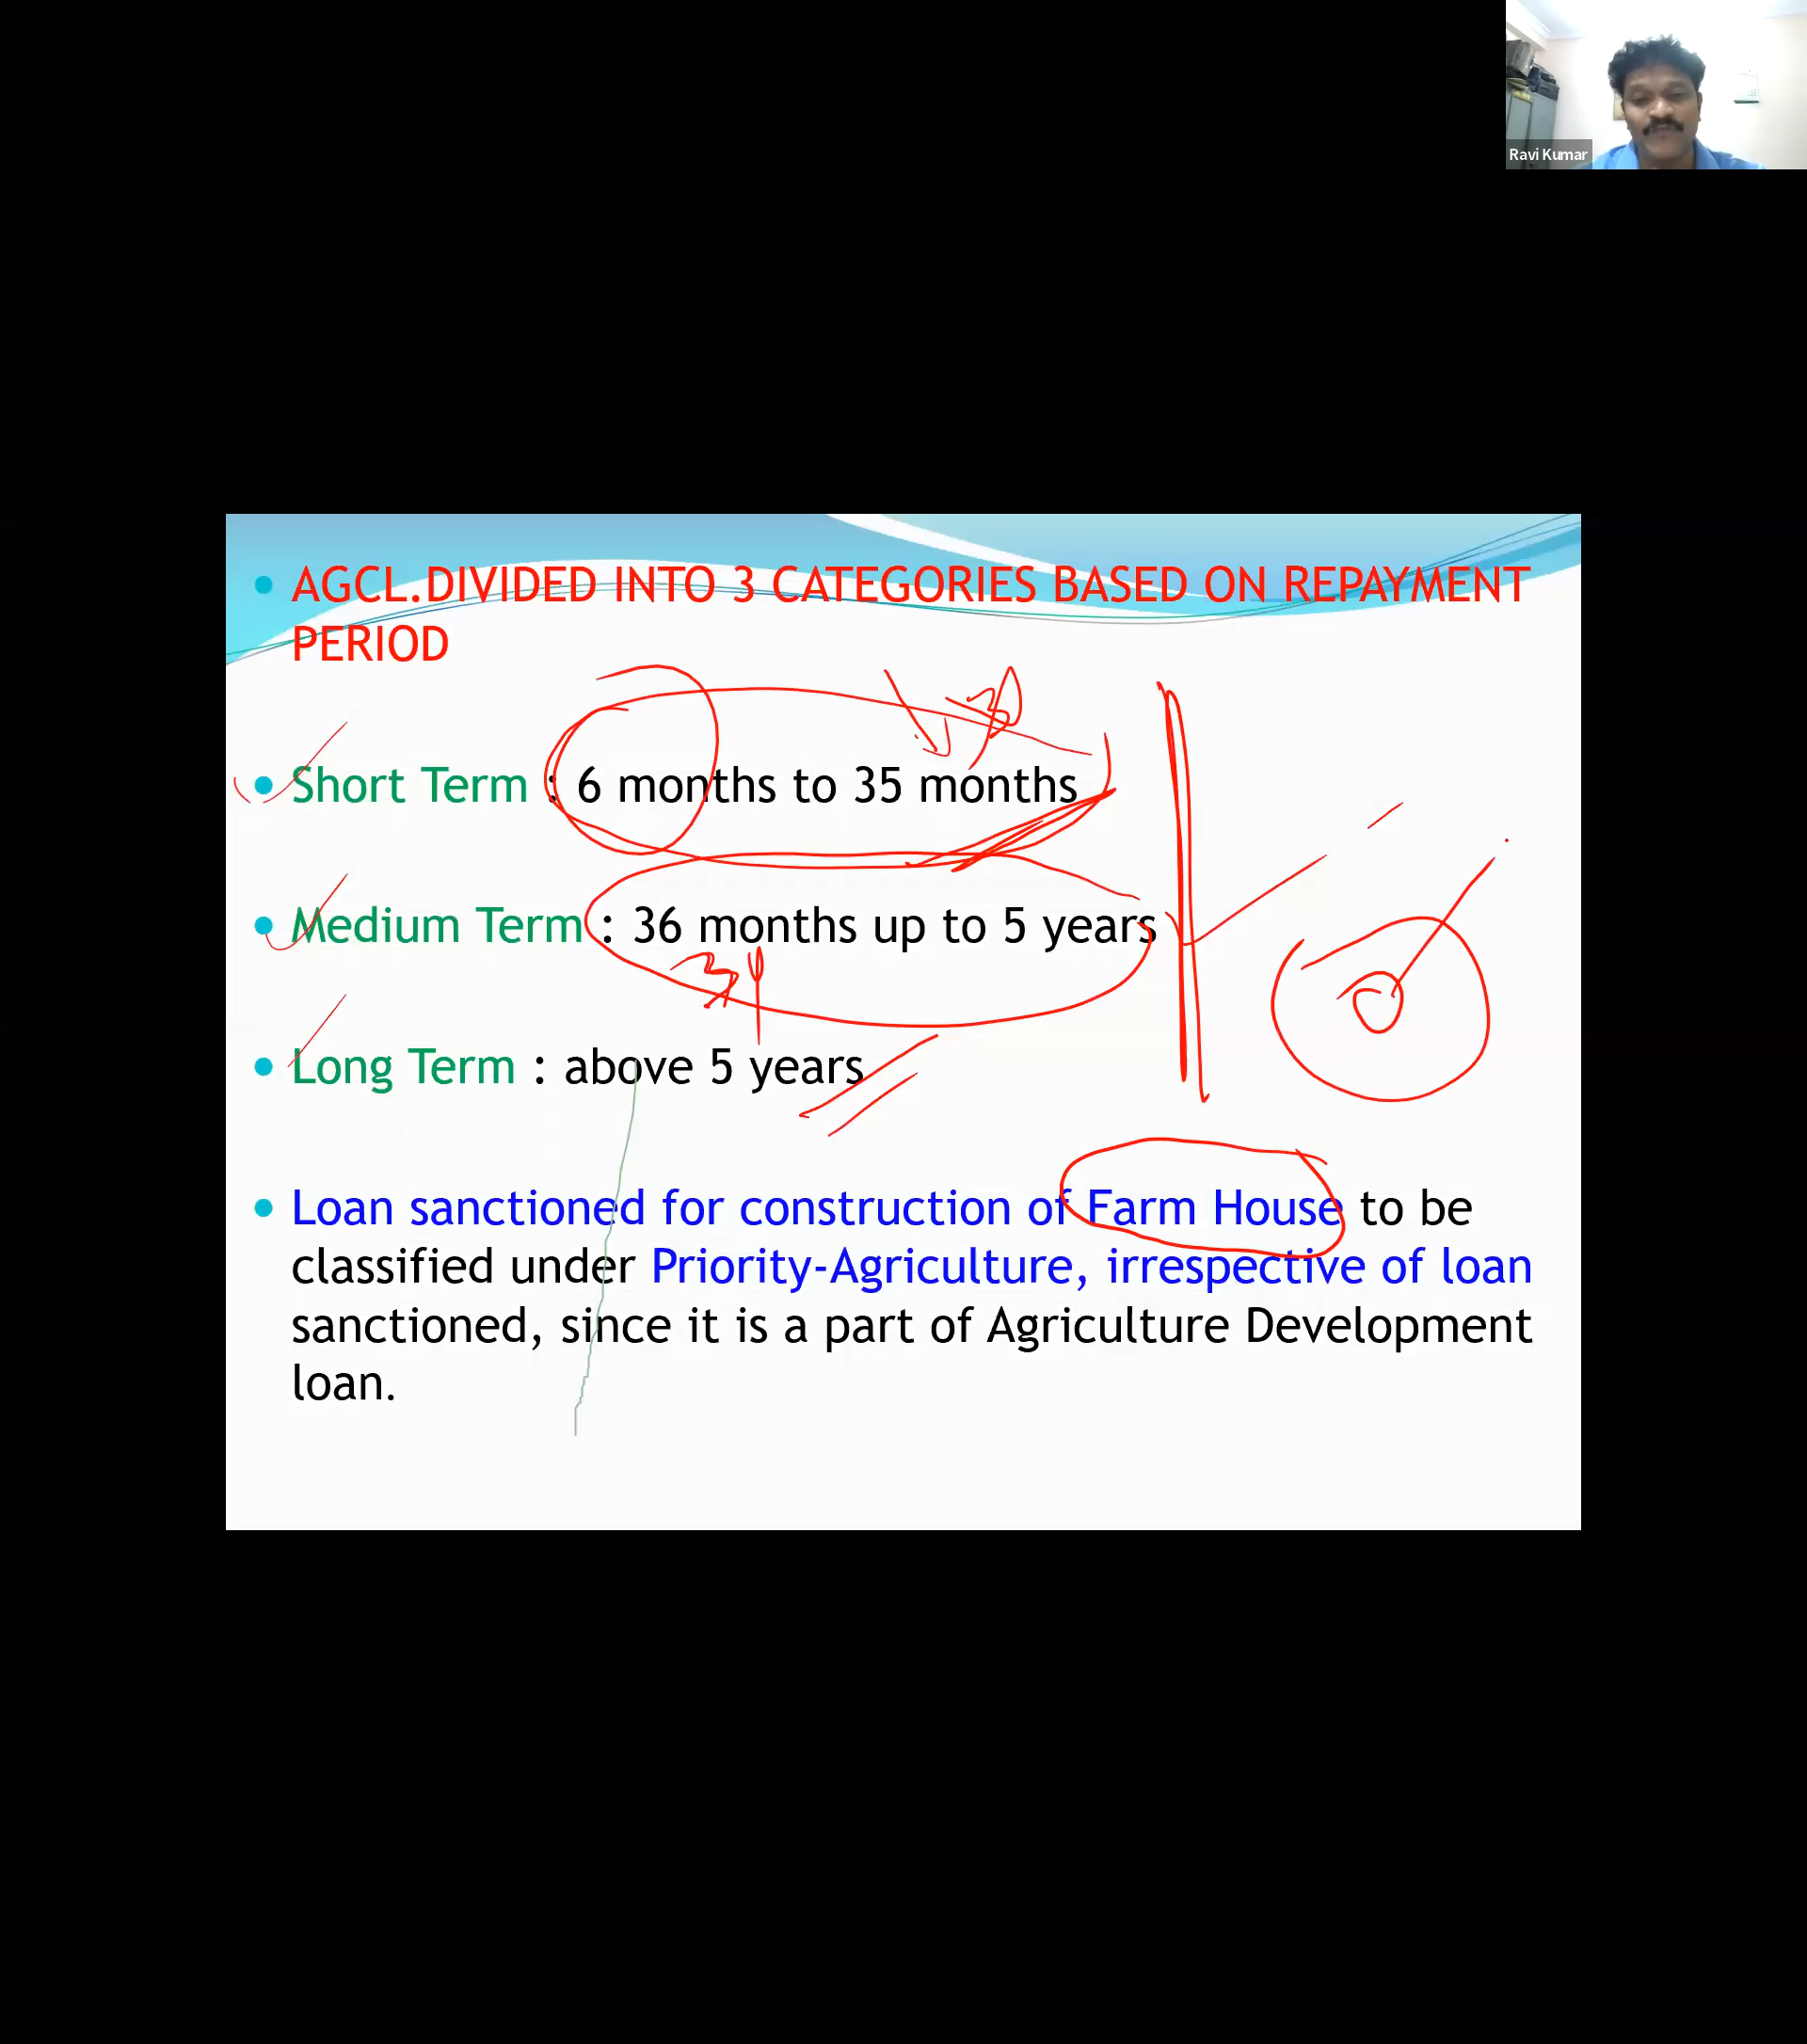 Ravi Kumar
• AGCL.DIVIDED INTO 3 CATEGORIES BASED ON REPAYMENT
PERIOD
• Short Term : 6 months to 35 months
• Medium Term : 36 months up to 5 years
• Long Term : above 5 years
• Loan sanctioned for construction of Farm House to be
classified under Priority-Agriculture, irrespective of loan
sanctioned, since it is a part of Agriculture Development
loan.